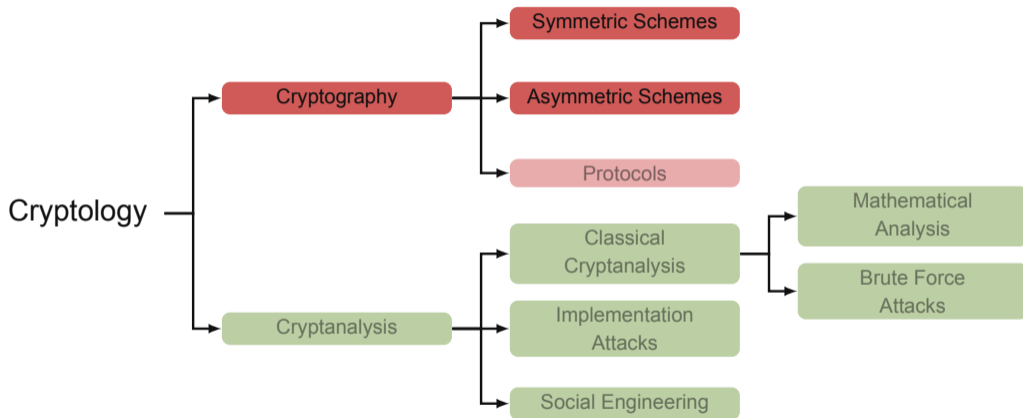 Symmetric Schemes
Cryptography
Asymmetric Schemes
Protocols
Cryptology
Mathematical
Analysis
Classical
Cryptanalysis
Brute Force
Attacks
Cryptanalysis
Implementation
Attacks
Social Engineering